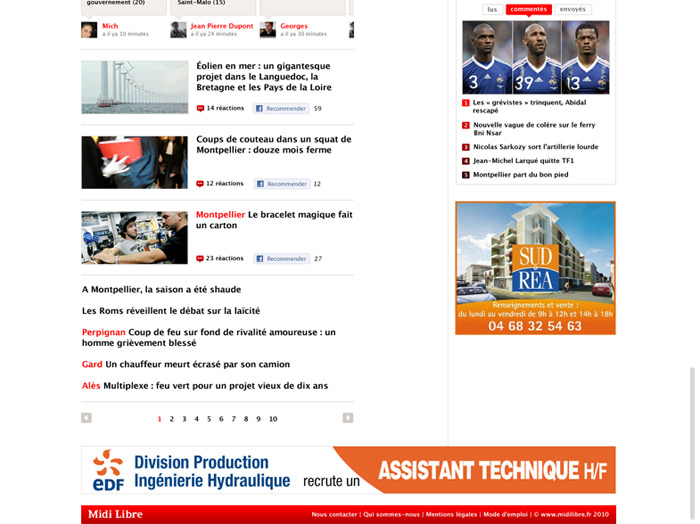 gouvernement (20)
Saint-Malo (15)
Mich
a il ya 10 minutes
Jean Pierre Dupont
a il ya 24 minutes
Georges
a il ya 30 minutes
Éolien en mer : un gigantesque
projet dans le Languedoc, la
Bretagne et les Pays de la Loire
14 réactions
Recommender 59
Coups de couteau dans un squat de
Montpellier : douze mois ferme
12 réactions
Recommender 12
Montpellier Le bracelet magique fait
un carton
23 réactions
Recommender 27
A Montpellier, la saison a été shaude
Les Roms réveillent le débat sur la laïcité
Perpignan Coup de feu sur fond de rivalité amoureuse : un
homme grièvement blessé
Gard Un chauffeur meurt écrasé par son camion
Alès Multiplexe : feu vert pour un projet vieux de dix ans
1 2 3 4 5 6 7 8 9 10
lus commentés envoyés
3 39 13
1 Les « grévistes » trinquent, Abidal
rescapé
2 Nouvelle vague de colère sur le ferry
Bni Nsar
3 Nicolas Sarkozy sort l'artillerie lourde
4 Jean-Michel Larqué quitte TF1
5 Montpellier part du bon pied
SUD
RÉA
Renseignements et vente :
du lundi au vendredi de 9h à 12h et 14h à 18h
04 68 32 54 63
eDF
Division Production
Ingénierie Hydraulique recrute un ASSISTANT TECHNIQUE H/F
Midi Libre
Nous contacter | Qui sommes-nous | Mentions légales | Mode d'emploi | © www.midilibre.fr 2010